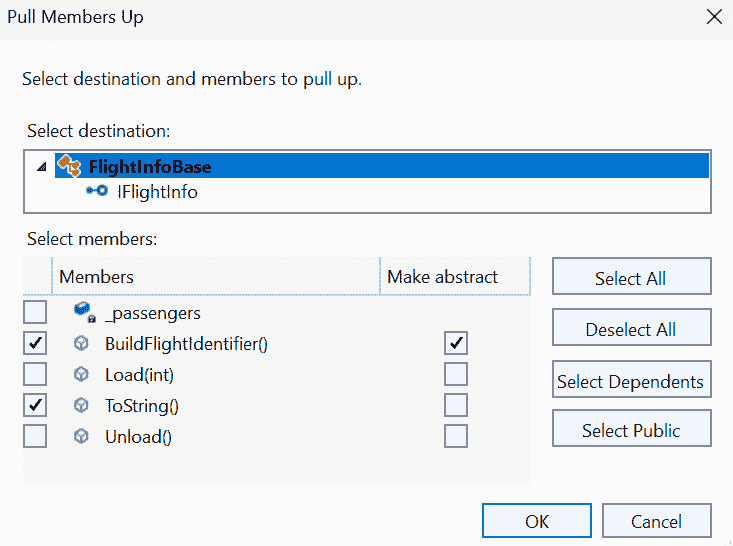 Pull Members Up
Select destination and members to pull up.
Select destination:
FlightInfoBase
IFlightInfo
Select members:
Members Make abstract
_passengers
BuildFlightIdentifier()
Load(int)
ToString()
Unload()
Select All
Deselect All
Select Dependents
Select Public
OK Cancel